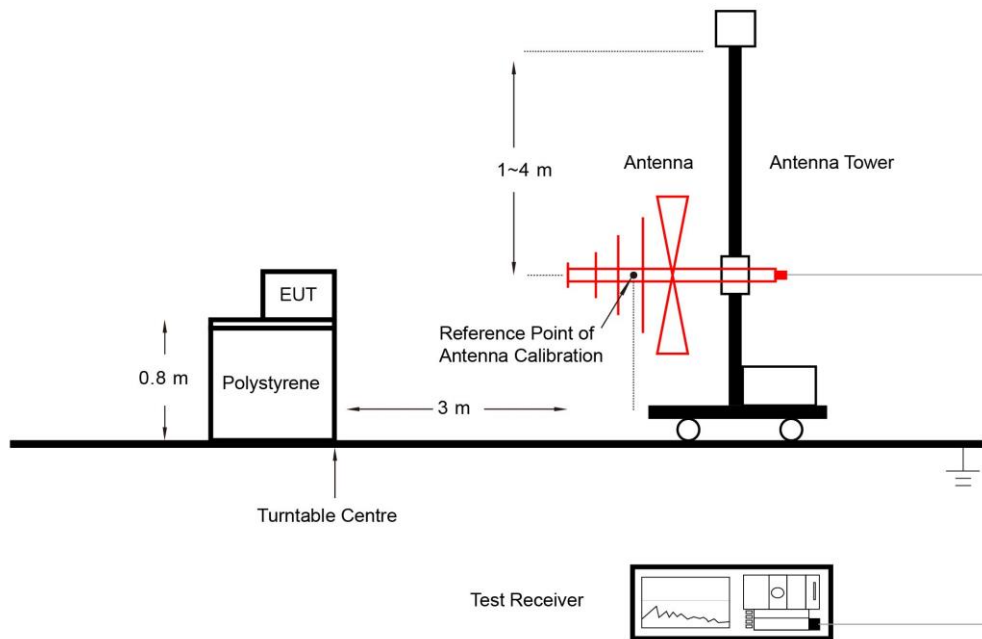 1~4 m
Antenna
Antenna Tower
EUT
Reference Point of
Antenna Calibration
0.8 m
Polystyrene
3 m
Turntable Centre
Test Receiver